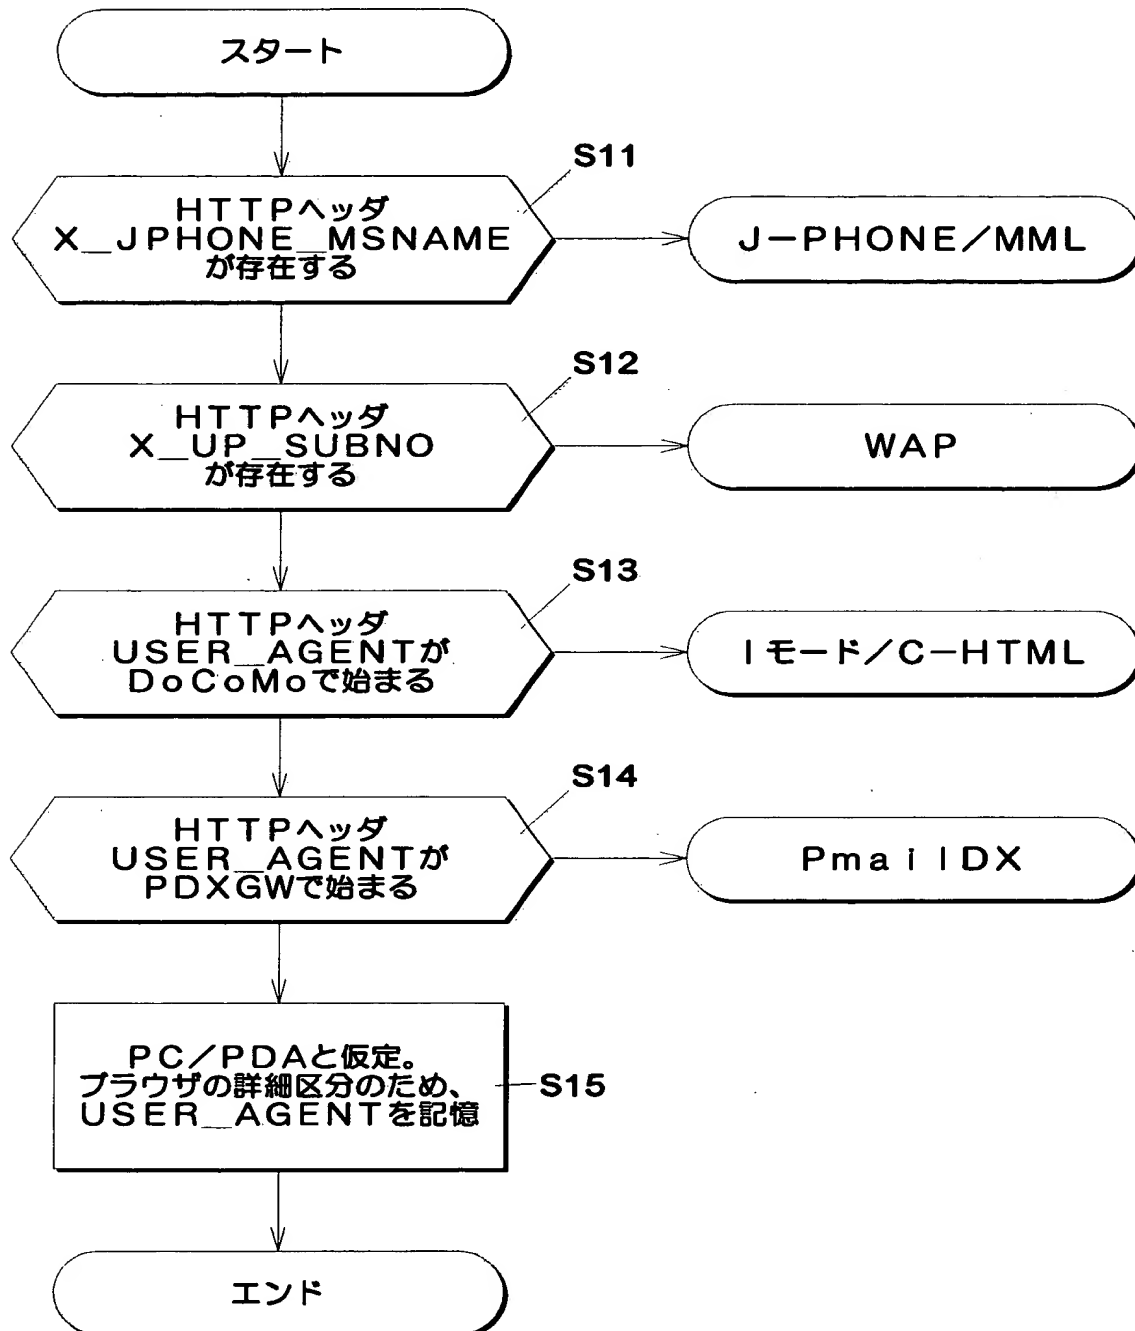 スタート
S11
HTTPヘッダ
X_JPHONE_MSNAME
が存在する
J-PHONE/MML
S12
HTTPヘッダ
X_UP_SUBNO
が存在する
WAP
S13
HTTPヘッダ
USER_AGENTが
DoCoMoで始まる
Iモード/C-HTML
S14
HTTPヘッダ
USER_AGENTが
PDXGWで始まる
PmailDX
PC/PDAと仮定。
ブラウザの詳細区分のため、
USER_AGENTを記憶
S15
エンド